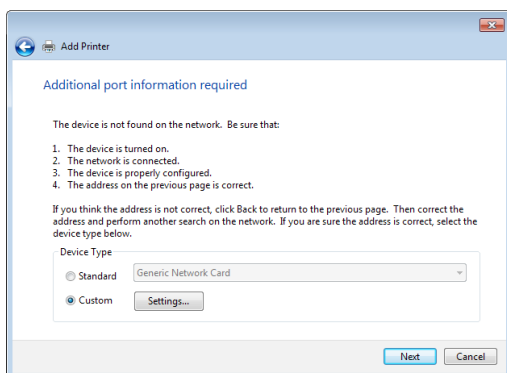 Add Printer
Additional port information required
The device is not found on the network. Be sure that:
1. The device is turned on.
2. The network is connected.
3. The device is properly configured.
4. The address on the previous page is correct.
If you think the address is not correct, click Back to return to the previous page. Then correct the
address and perform another search on the network. If you are sure the address is correct, select the
device type below.
Device Type
Standard Generic Network Card
Custom Settings...
Next Cancel